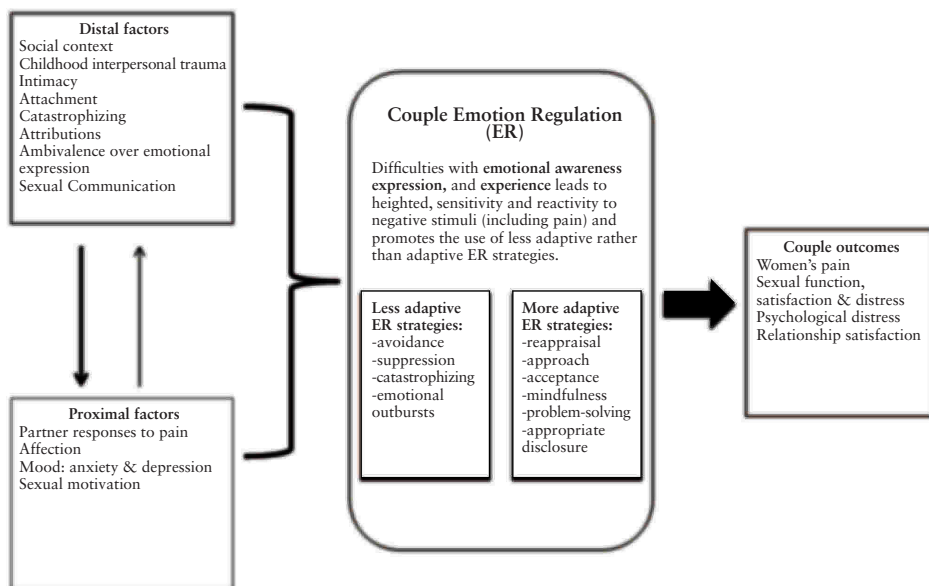 Distal factors
Social context
Childhood interpersonal trauma
Intimacy
Attachment
Catastrophizing
Attributions
Ambivalence over emotional
expression
Sexual Communication
Proximal factors
Partner responses to pain
Affection
Mood: anxiety & depression
Sexual motivation
Couple Emotion Regulation
(ER)
Difficulties with emotional awareness
expression, and experience leads to
heighted, sensitivity and reactivity to
negative stimuli (including pain) and
promotes the use of less adaptive rather
than adaptive ER strategies.
Less adaptive
ER strategies:
-avoidance
-suppression
-catastrophizing
-emotional
outbursts
More adaptive
ER strategies:
-reappraisal
-approach
-acceptance
-mindfulness
-problem-solving
-appropriate
disclosure
Couple outcomes
Women's pain
Sexual function,
satisfaction & distress
Psychological distress
Relationship satisfaction